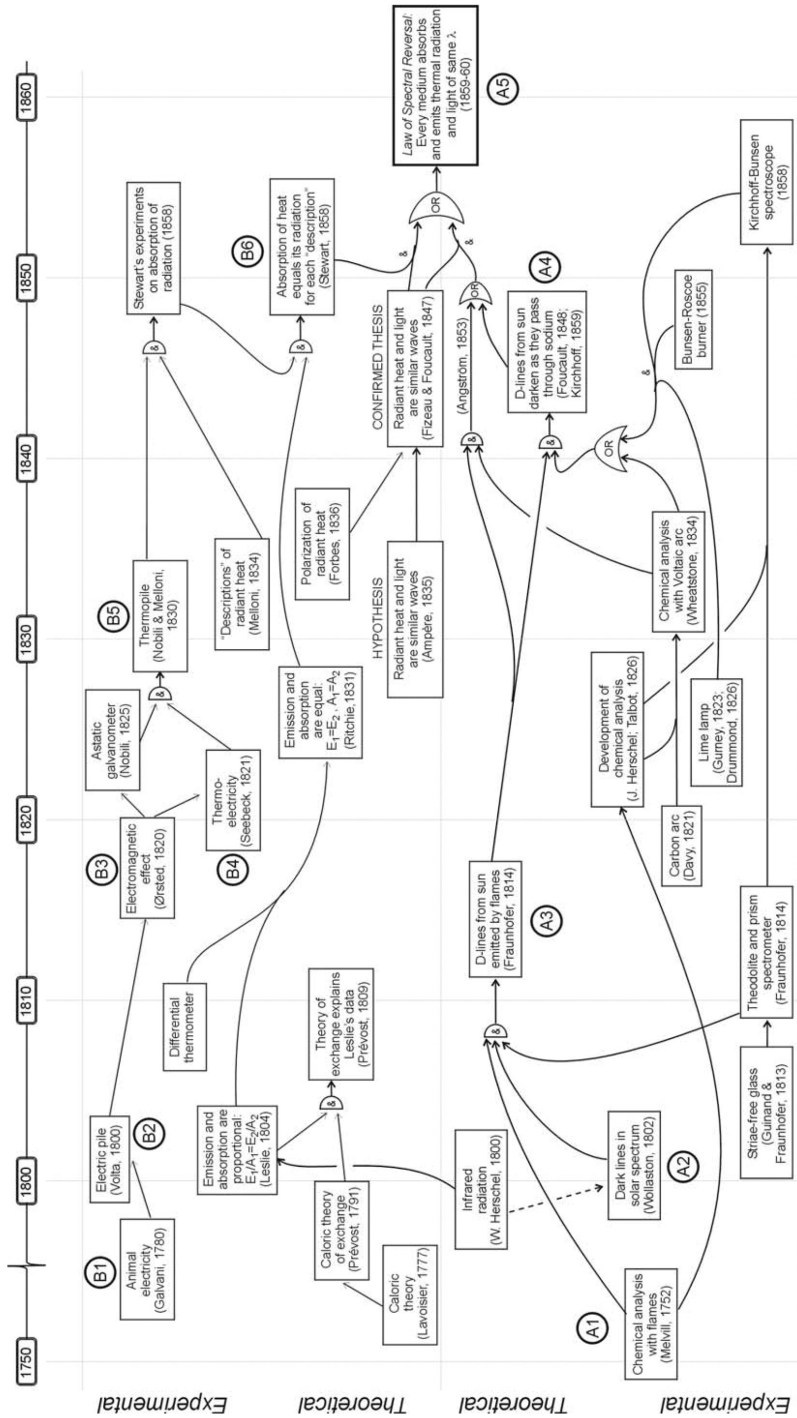 1750
1800
1810
1820
1830
1840
1850
1860
Experimental
Theoretical
Theoretical
Experimental
B1
Animal
electricity
(Galvani, 1780)
Electric pile
(Volta, 1800)
B2
B3
Electromagnetic
effect
(Ørsted, 1820)
Astatic
galvanometer
(Nobili, 1825)
Thermo-
electricity
(Seebeck, 1821)
B4
&
B5
Thermopile
(Nobili & Melloni,
1830)
"Descriptions" of
radiant heat
(Melloni, 1834)
&
Stewart's experiments
on absorption of
radiation (1858)
Differential
thermometer
Emission and
absorption are
proportional:
E₁/A₁=E₂/A₂
(Leslie, 1804)
Emission and
absorption
are equal:
E₁=E₂, A₁=A₂
(Ritchie, 1831)
&
B6
Absorption of heat
equals its radiation
for each "description"
(Stewart, 1858)
Caloric
theory
(Lavoisier, 1777)
Caloric theory
of exchange
(Prévost, 1791)
&
Theory of
exchange explains
Leslie's data
(Prévost, 1809)
Polarization of
radiant heat
(Forbes, 1836)
HYPOTHESIS
Radiant heat and light
are similar waves
(Ampère, 1835)
CONFIRMED THESIS
Radiant heat and light
are similar waves
(Fizeau & Foucault, 1847)
&
&
OR
Law of Spectral Reversal:
Every medium absorbs
and emits thermal radiation
and light of same λ.
(1859-60)
A5
Infrared
radiation
(W. Herschel, 1800)
Dark lines in
solar spectrum
(Wollaston, 1802)
A2
A1
Chemical analysis
with flames
(Melvill, 1752)
&
D-lines from sun
emitted by flames
(Fraunhofer, 1814)
A3
&
(Angström, 1853)
OR
&
D-lines from sun
darken as they pass
through sodium
(Foucault, 1848;
Kirchhoff, 1859)
A4
OR
&
Development of
chemical analysis
(J. Herschel; Talbot, 1826)
Chemical analysis
with Voltaic arc
(Wheatstone, 1834)
Carbon arc
(Davy, 1821)
Lime lamp
(Gurney, 1823;
Drummond, 1826)
Bunsen-Roscoe
burner (1855)
Striae-free glass
(Guinand &
Fraunhofer, 1813)
Theodolite and prism
spectrometer
(Fraunhofer, 1814)
Kirchhoff-Bunsen
spectroscope
(1858)